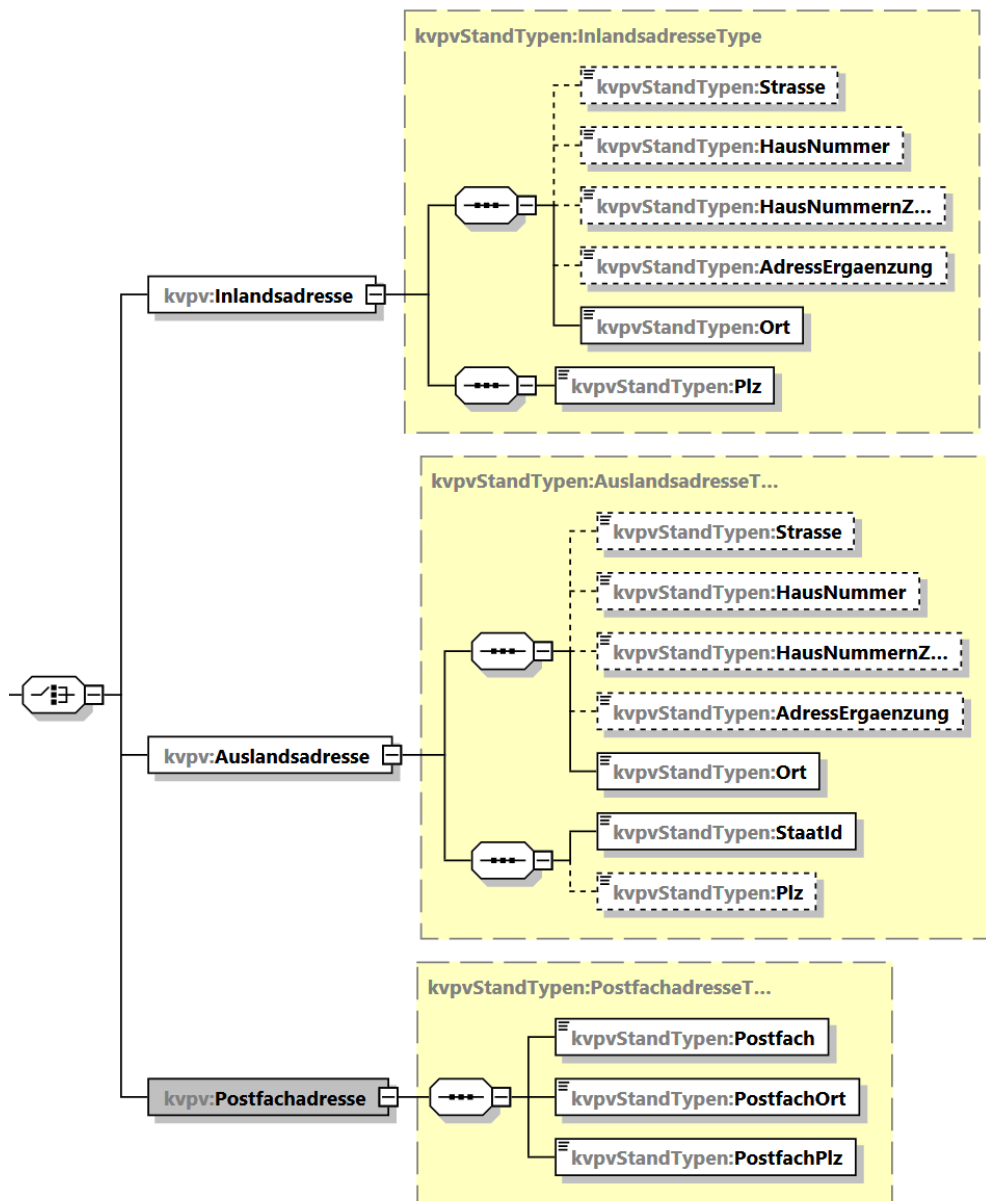 kvpvStandTypen:InlandsadresseType
kvpvStandTypen:Strasse
kvpvStandTypen:HausNummer
kvpvStandTypen:HausNummernZ...
kvpvStandTypen:AdressErgaenzung
kvpv:Inlandsadresse
kvpvStandTypen:Ort
kvpvStandTypen:Plz
kvpvStandTypen:AuslandsadresseT...
kvpvStandTypen:Strasse
kvpvStandTypen:HausNummer
kvpvStandTypen:HausNummernZ...
kvpvStandTypen:AdressErgaenzung
kvpv:Auslandsadresse
kvpvStandTypen:Ort
kvpvStandTypen:StaatId
kvpvStandTypen:Plz
kvpvStandTypen:PostfachadresseT...
kvpvStandTypen:Postfach
kvpv:Postfachadresse
kvpvStandTypen:PostfachOrt
kvpvStandTypen:PostfachPlz